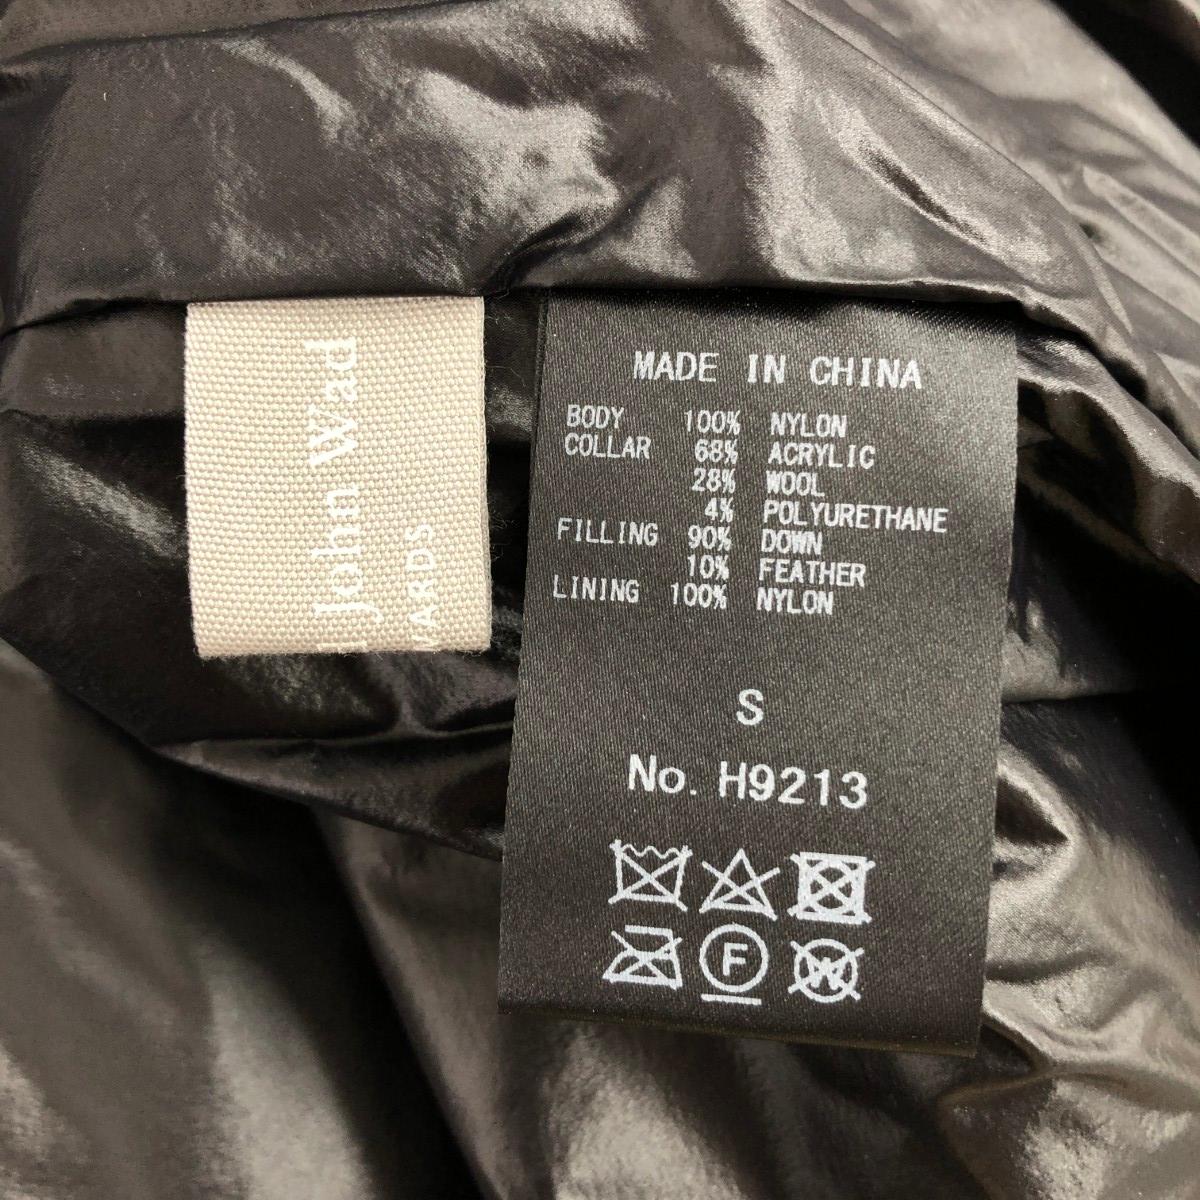 John Wad
MADE IN CHINA
BODY 100% NYLON
COLLAR 68% ACRYLIC
28% WOOL
4% POLYURETHANE
FILLING 90% DOWN
10% FEATHER
LINING 100% NYLON
S
No. H9213
F
W